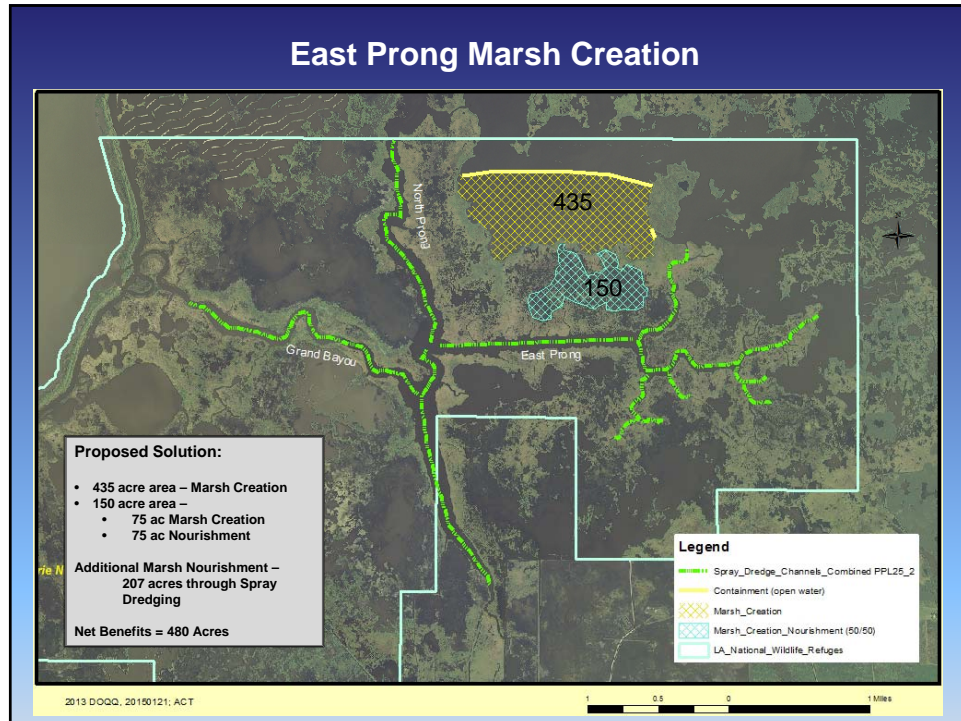 East Prong Marsh Creation
North Prong
435
150
Grand Bayou
East Prong
Proposed Solution:
• 435 acre area – Marsh Creation
• 150 acre area –
• 75 ac Marsh Creation
• 75 ac Nourishment
Additional Marsh Nourishment –
207 acres through Spray
Dredging
Net Benefits = 480 Acres
Legend
Spray_Dredge_Channels_Combined PPL25_2
Containment (open water)
Marsh_Creation
Marsh_Creation_Nourishment (50/50)
LA_National_Wildlife_Refuges
2013 DOQQ, 20150121; ACT
1 0.5 0 1 Miles